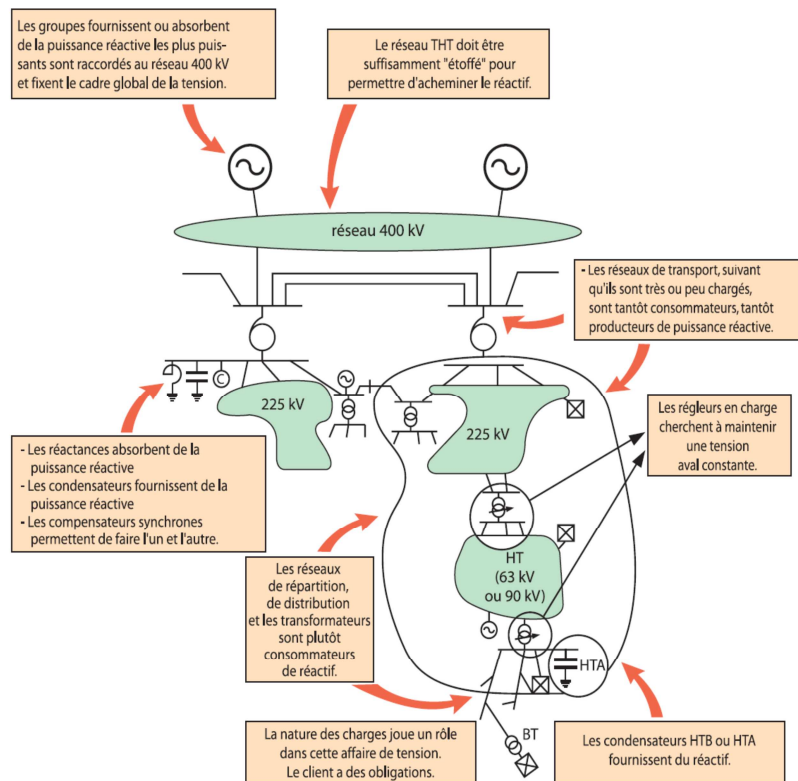 Les groupes fournissent ou absorbent
de la puissance réactive les plus puis-
sants sont raccordés au réseau 400 kV
et fixent le cadre global de la tension.
Le réseau THT doit être
suffisamment "étoffé" pour
permettre d'acheminer le réactif.
réseau 400 kV
- Les réseaux de transport, suivant
qu'ils sont très ou peu chargés,
sont tantôt consommateurs, tantôt
producteurs de puissance réactive.
C
225 kV
225 kV
Les régleurs en charge
cherchent à maintenir
une tension
aval constante.
- Les réactances absorbent de la
puissance réactive
- Les condensateurs fournissent de la
puissance réactive
- Les compensateurs synchrones
permettent de faire l'un et l'autre.
HT
(63 kV
ou 90 kV)
Les réseaux
de répartition,
de distribution
et les transformateurs
sont plutôt
consommateurs
de réactif.
HTA
La nature des charges joue un rôle
dans cette affaire de tension.
Le client a des obligations.
BT
Les condensateurs HTB ou HTA
fournissent du réactif.